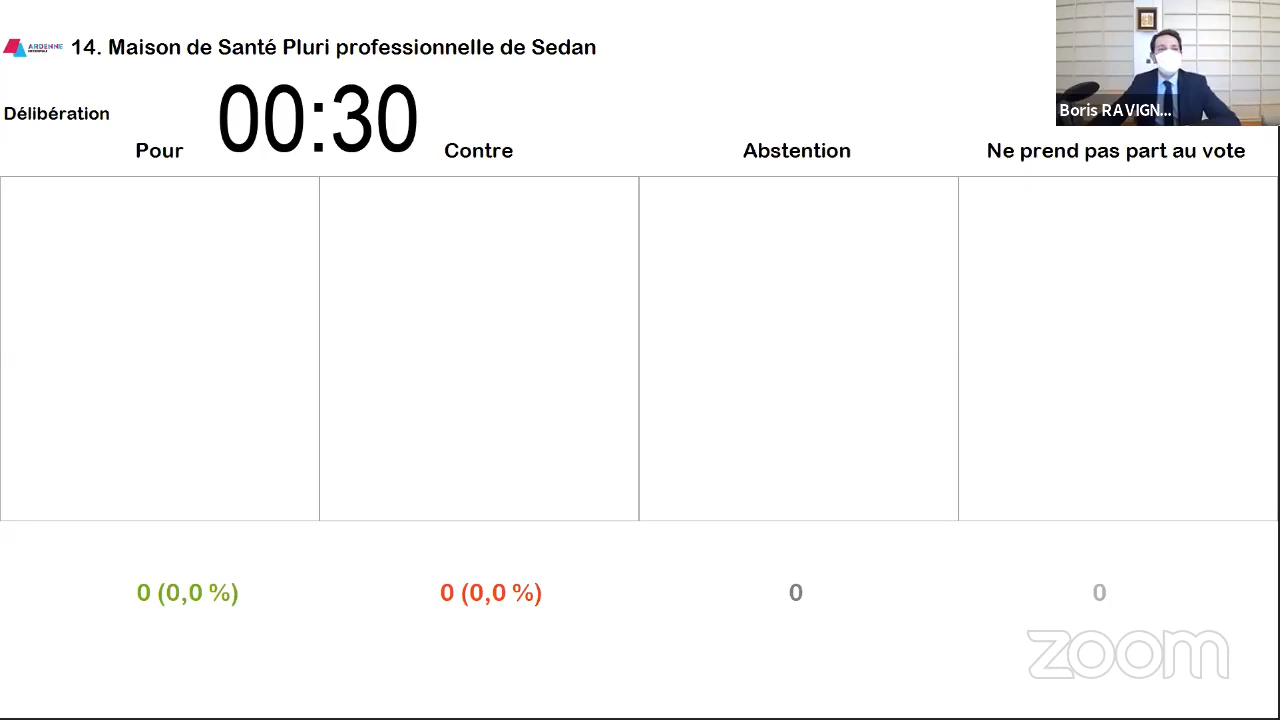 ARDENNE
MÉTROPOLE
14. Maison de Santé Pluri professionnelle de Sedan
Délibération
00:30
Boris RAVIGN...
Pour
Contre
Abstention
Ne prend pas part au vote
0 (0,0 %)
0 (0,0 %)
0
0
zoom